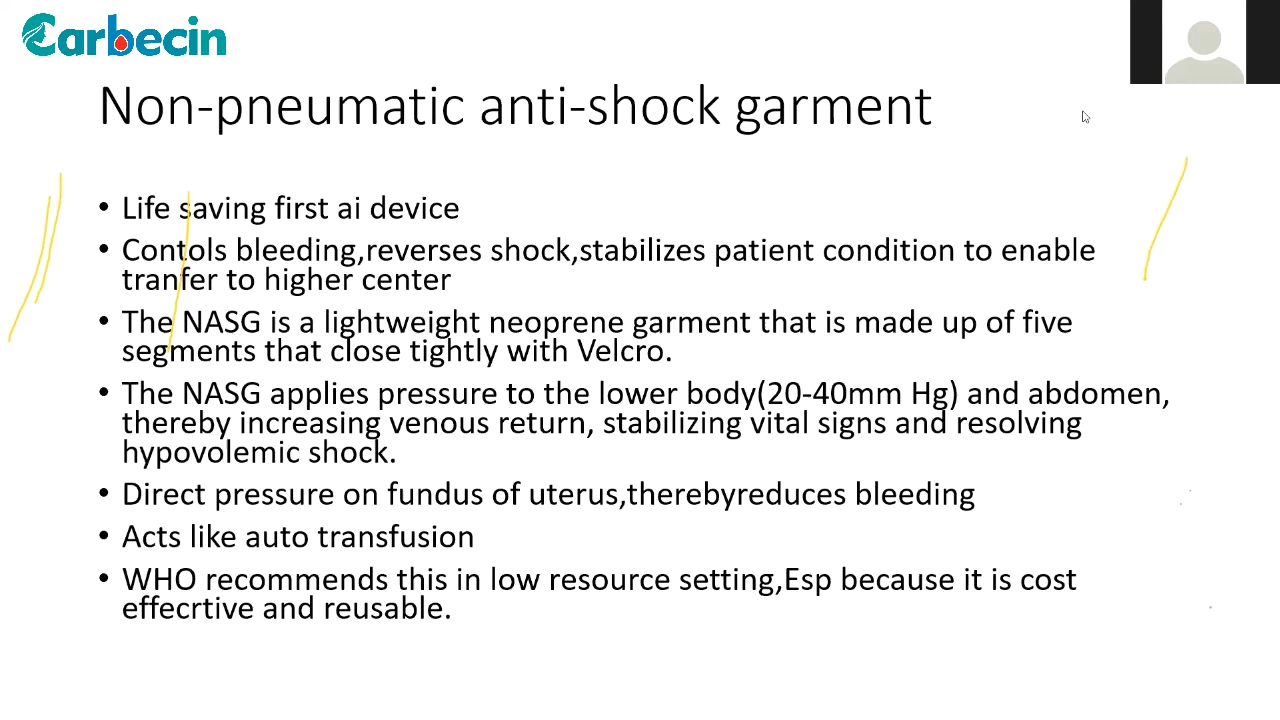 Carbecin
Non-pneumatic anti-shock garment
• Life saving first ai device
• Contols bleeding,reverses shock,stabilizes patient condition to enable
tranfer to higher center
• The NASG is a lightweight neoprene garment that is made up of five
segments that close tightly with Velcro.
• The NASG applies pressure to the lower body(20-40mm Hg) and abdomen,
thereby increasing venous return, stabilizing vital signs and resolving
hypovolemic shock.
• Direct pressure on fundus of uterus,therebyreduces bleeding
• Acts like auto transfusion
• WHO recommends this in low resource setting,Esp because it is cost
effecrtive and reusable.